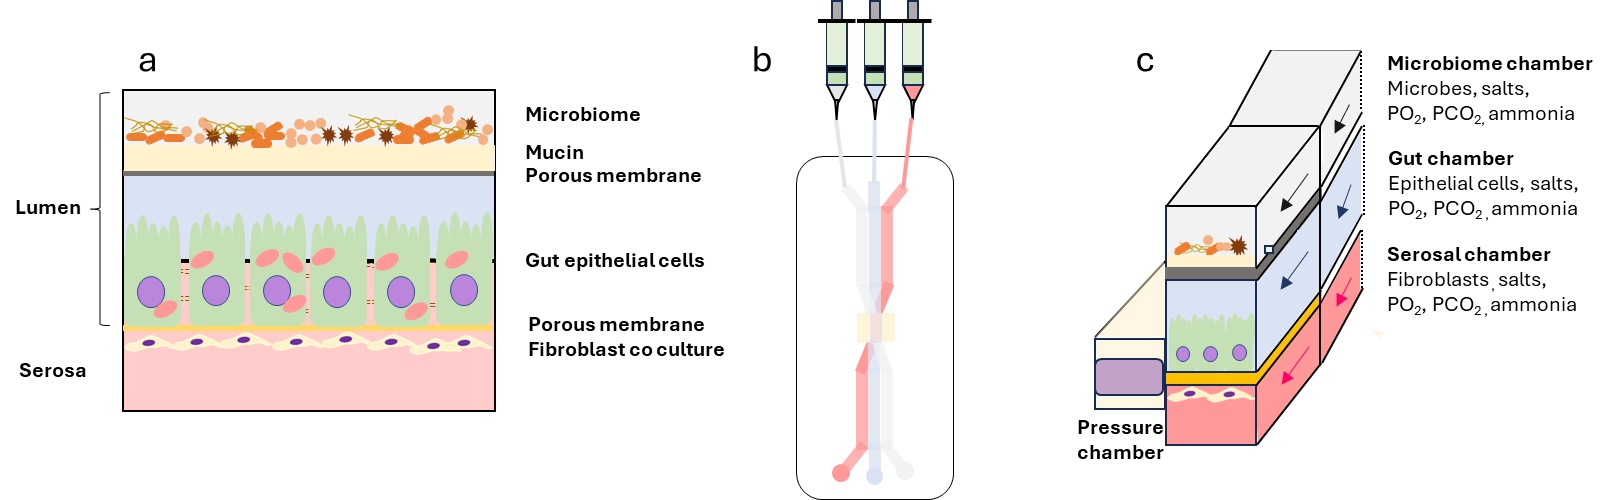 a
Lumen
Serosa
Microbiome
Mucin
Porous membrane
Gut epithelial cells
Porous membrane
Fibroblast co culture
b
c
Microbiome chamber
Microbes, salts,
PO₂, PCO₂, ammonia
Gut chamber
Epithelial cells, salts,
PO₂, PCO₂, ammonia
Serosal chamber
Fibroblasts, salts,
PO₂, PCO₂, ammonia
Pressure
chamber